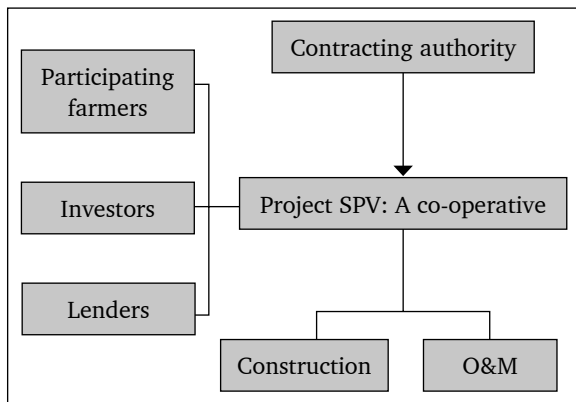 Contracting authority
Participating
farmers
Investors
Project SPV: A co-operative
Lenders
Construction
O&M